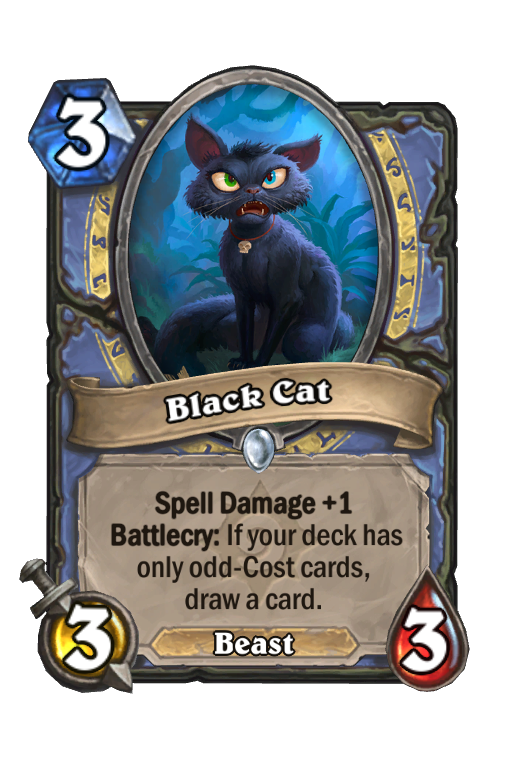 3
Black Cat
Spell Damage +1
Battlecry: If your deck has
only odd-Cost cards,
draw a card.
3
Beast
3